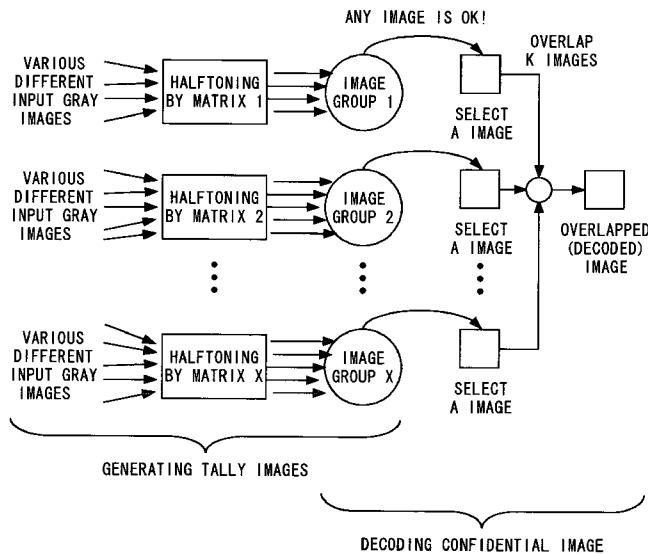 ANY IMAGE IS OK!
VARIOUS
DIFFERENT
INPUT GRAY
IMAGES
HALFTONING
BY MATRIX 1
IMAGE
GROUP 1
SELECT
A IMAGE
OVERLAP
K IMAGES
VARIOUS
DIFFERENT
INPUT GRAY
IMAGES
HALFTONING
BY MATRIX 2
IMAGE
GROUP 2
SELECT
A IMAGE
OVERLAPPED
(DECODED)
IMAGE
VARIOUS
DIFFERENT
INPUT GRAY
IMAGES
HALFTONING
BY MATRIX X
IMAGE
GROUP X
SELECT
A IMAGE
GENERATING TALLY IMAGES
DECODING CONFIDENTIAL IMAGE